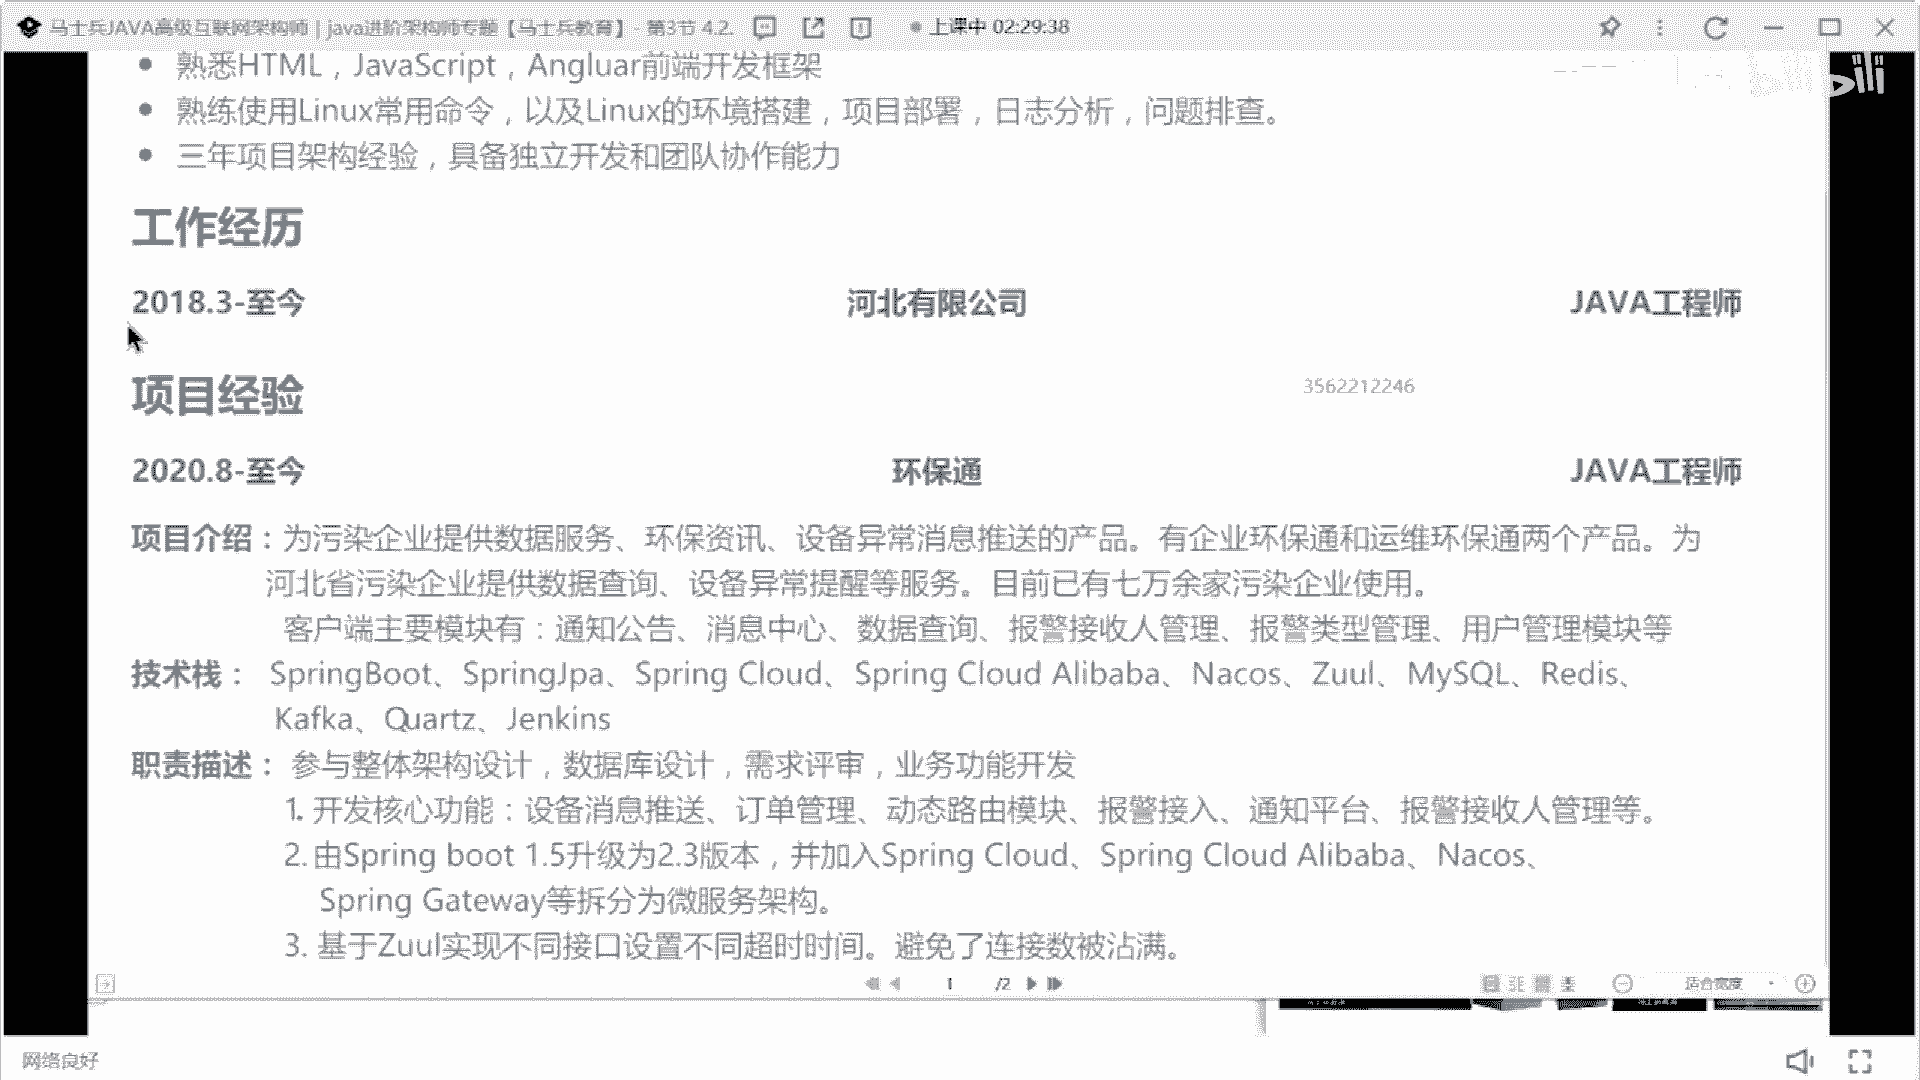 马士兵JAVA高级互联网架构师 | java进阶架构师专题【马士兵教育】 - 第3节 4.2.
上课中 02:29:38
熟悉HTML，JavaScript，Angluar前端开发框架
熟练使用Linux常用命令，以及Linux的环境搭建，项目部署，日志分析，问题排查。
三年项目架构经验，具备独立开发和团队协作能力
工作经历
2018.3-至今 河北有限公司 JAVA工程师
项目经验
3562212246
2020.8-至今 环保通 JAVA工程师
项目介绍：为污染企业提供数据服务、环保资讯、设备异常消息推送的产品。有企业环保通和运维环保通两个产品。为
河北省污染企业提供数据查询、设备异常提醒等服务。目前已有七万余家污染企业使用。
客户端主要模块有：通知公告、消息中心、数据查询、报警接收人管理、报警类型管理、用户管理模块等
技术栈： SpringBoot、SpringJpa、Spring Cloud、Spring Cloud Alibaba、Nacos、Zuul、MySQL、Redis、
Kafka、Quartz、Jenkins
职责描述： 参与整体架构设计，数据库设计，需求评审，业务功能开发
1. 开发核心功能：设备消息推送、订单管理、动态路由模块、报警接入、通知平台、报警接收人管理等。
2. 由Spring boot 1.5升级为2.3版本，并加入Spring Cloud、Spring Cloud Alibaba、Nacos、
Spring Gateway等拆分为微服务架构。
3. 基于Zuul实现不同接口设置不同超时时间。避免了连接数被沾满。
1 /2
适合宽度
网络良好